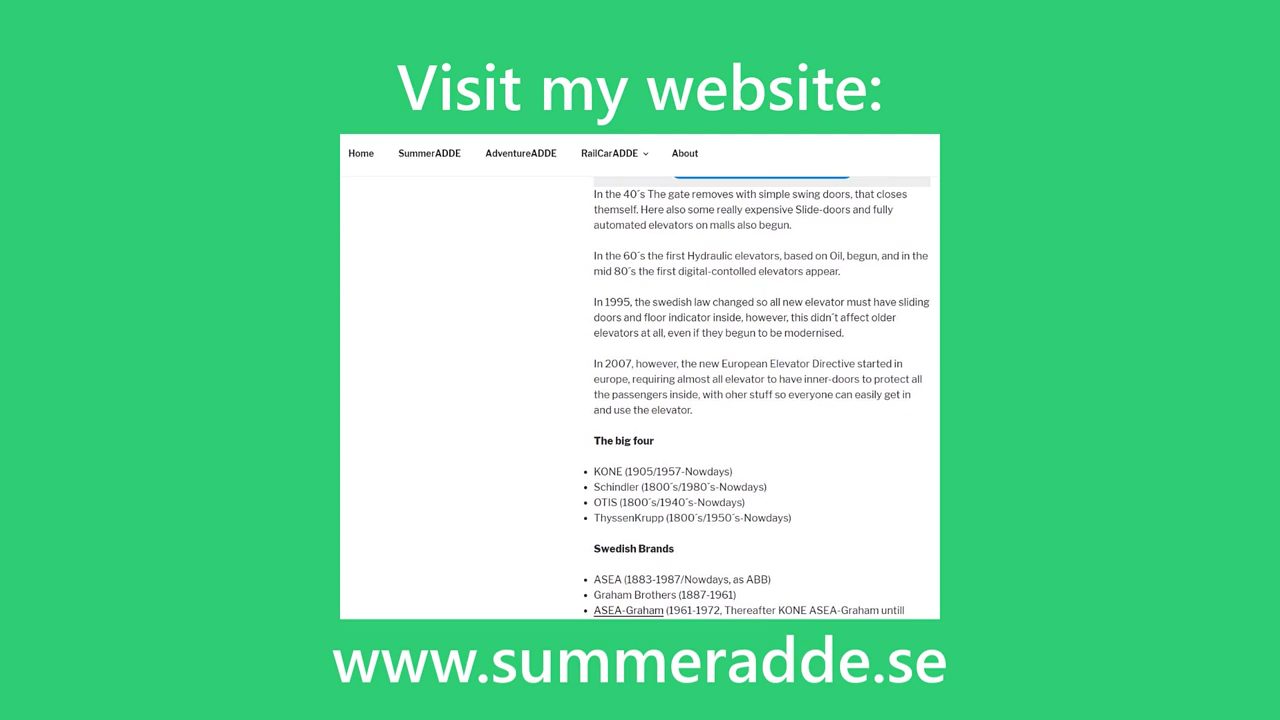 Visit my website:
Home SummerADDE AdventureADDE RailCarADDE About
In the 40´s The gate removes with simple swing doors, that closes
themself. Here also some really expensive Slide-doors and fully
automated elevators on malls also begun.
In the 60´s the first Hydraulic elevators, based on Oil, begun, and in the
mid 80´s the first digital-contolled elevators appear.
In 1995, the swedish law changed so all new elevator must have sliding
doors and floor indicator inside, however, this didn´t affect older
elevators at all, even if they begun to be modernised.
In 2007, however, the new European Elevator Directive started in
europe, requiring almost all elevator to have inner-doors to protect all
the passengers inside, with oher stuff so everyone can easily get in
and use the elevator.
The big four
• KONE (1905/1957-Nowdays)
• Schindler (1800´s/1980´s-Nowdays)
• OTIS (1800´s/1940´s-Nowdays)
• ThyssenKrupp (1800´s/1950´s-Nowdays)
Swedish Brands
• ASEA (1883-1987/Nowdays, as ABB)
• Graham Brothers (1887-1961)
• ASEA-Graham (1961-1972, Thereafter KONE ASEA-Graham untill
www.summeradde.se